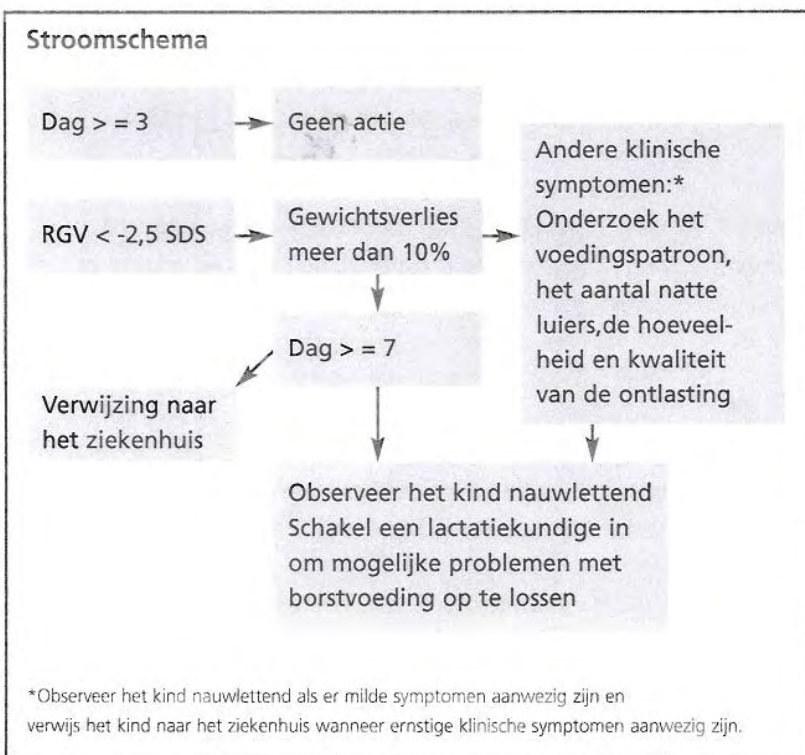 Stroomschema
Dag > = 3
Geen actie
RGV < -2,5 SDS
Gewichtsverlies
meer dan 10%
Andere klinische
symptomen:*
Onderzoek het
voedingspatroon,
het aantal natte
luiers,de hoeveel-
heid en kwaliteit
van de ontlasting
Dag > = 7
Verwijzing naar
het ziekenhuis
Observeer het kind nauwlettend
Schakel een lactatiekundige in
om mogelijke problemen met
borstvoeding op te lossen
*Observeer het kind nauwlettend als er milde symptomen aanwezig zijn en
verwijs het kind naar het ziekenhuis wanneer ernstige klinische symptomen aanwezig zijn.